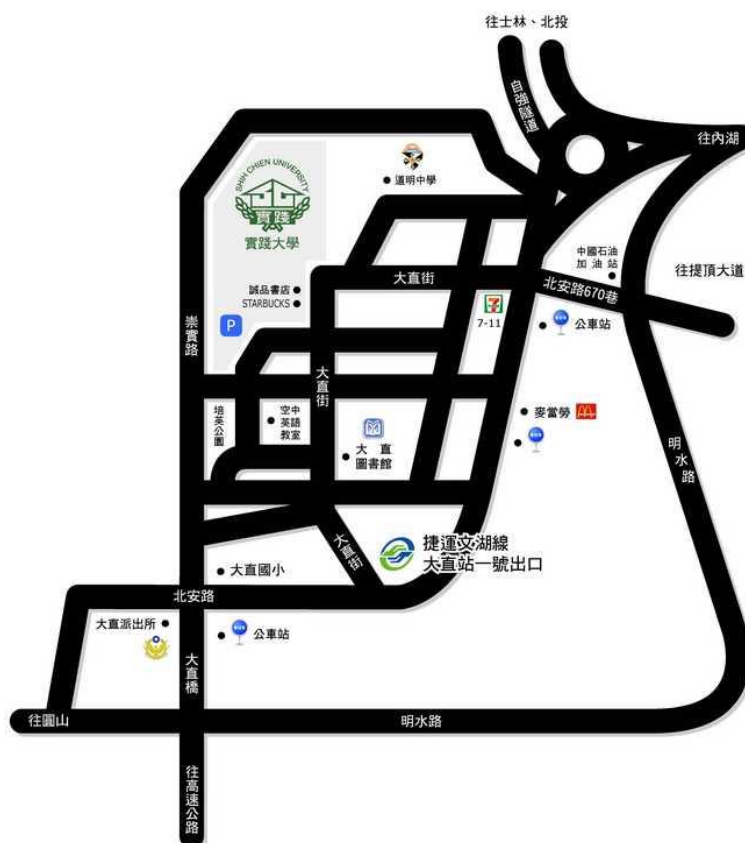 往士林、北投
自強隧道
往內湖
SHIH CHIEN UNIVERSITY
實踐
實踐大學
道明中學
中國石油
加油站
往提頂大道
大直街
北安路670巷
誠品書店
STARBUCKS
P
7
7-11
公車站
崇實路
大直街
培英公園
空中
英語
教室
大直
圖書館
麥當勞
明水路
大直街
捷運文湖線
大直站一號出口
大直國小
北安路
大直派出所
公車站
大直橋
往圓山
明水路
往高速公路